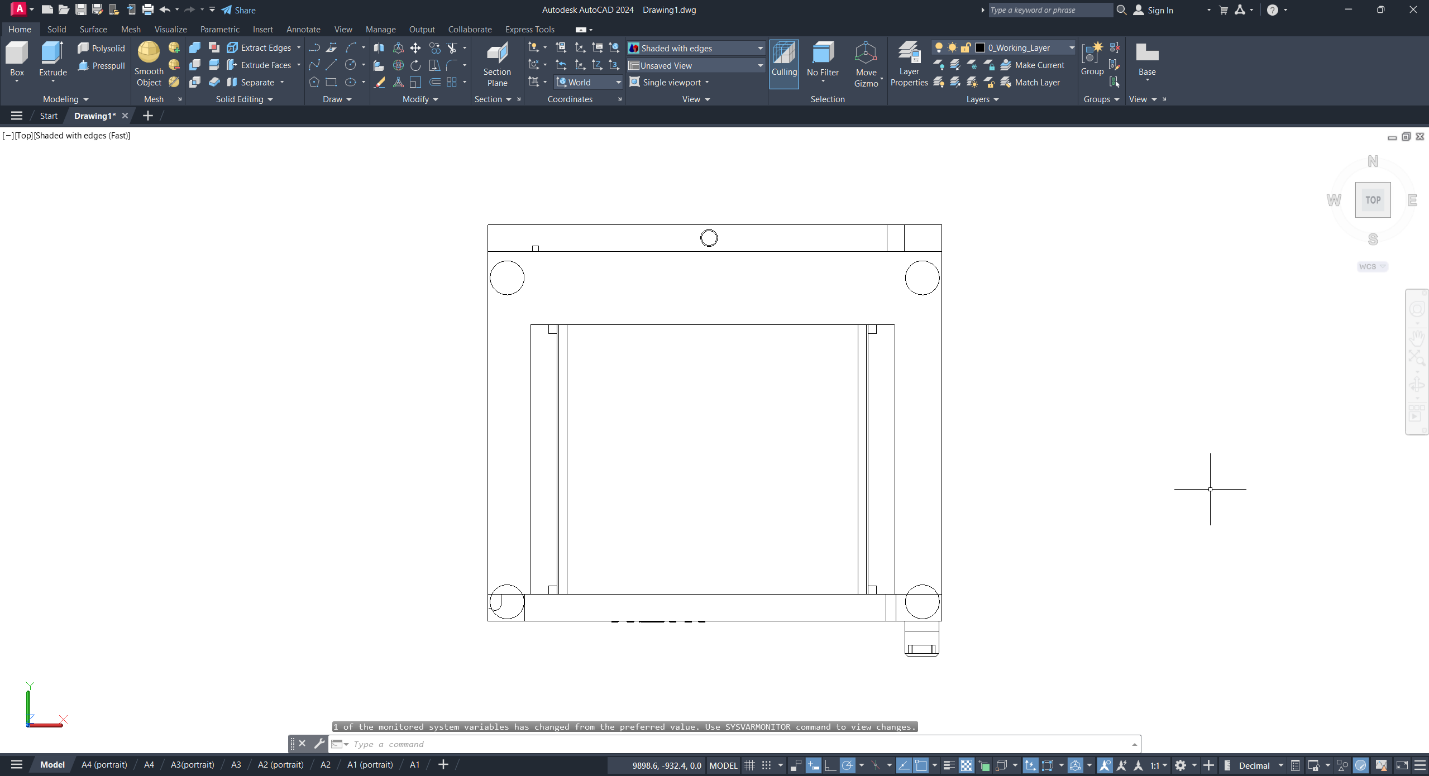 A Share Autodesk AutoCAD 2024 Drawing1.dwg Type a keyword or phrase Sign In ?
Home Solid Surface Mesh Visualize Parametric Insert Annotate View Manage Output Collaborate Express Tools
Box Extrude Polysolid Presspull Smooth Object Extract Edges Extrude Faces Separate Section Plane World Shaded with edges Unsaved View Single viewport Culling No Filter Move Gizmo Layer Properties 0_Working_Layer Make Current Match Layer Group Base
Modeling Mesh Solid Editing Draw Modify Section Coordinates View Selection Layers Groups View
Start Drawing1* +
[−][Top][Shaded with edges (Fast)]
N
W TOP E
S
WCS
Y
Z X
1 of the monitored system variables has changed from the preferred value. Use SYSVARMONITOR command to view changes.
Type a command
Model A4 (portrait) A4 A3(portrait) A3 A2 (portrait) A2 A1 (portrait) A1 + 9898.6, -932.4, 0.0 MODEL 1:1 Decimal